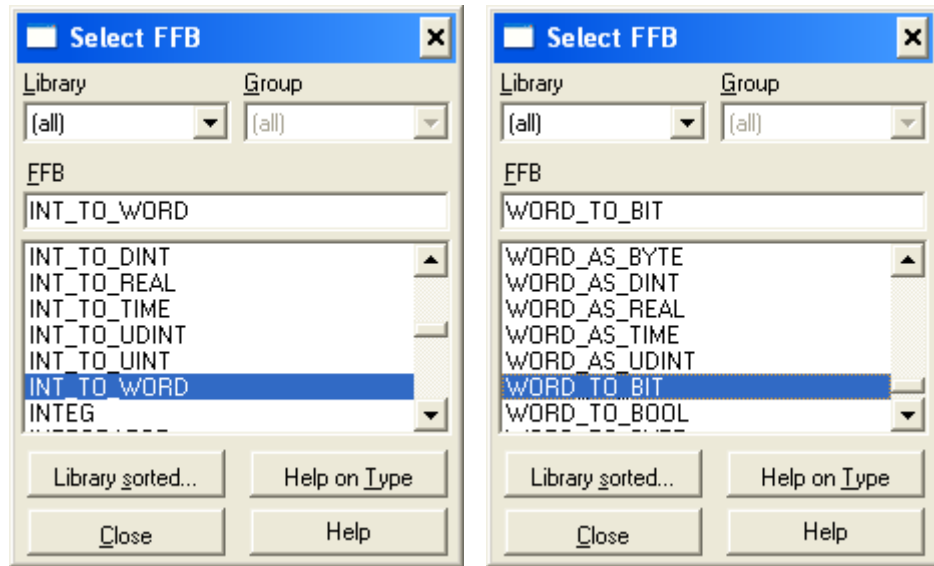 Select FFB
Library Group
(all) (all)
FFB
INT_TO_WORD
INT_TO_DINT
INT_TO_REAL
INT_TO_TIME
INT_TO_UDINT
INT_TO_UINT
INT_TO_WORD
INTEG
Library sorted... Help on Type
Close Help
Select FFB
Library Group
(all) (all)
FFB
WORD_TO_BIT
WORD_AS_BYTE
WORD_AS_DINT
WORD_AS_REAL
WORD_AS_TIME
WORD_AS_UDINT
WORD_TO_BIT
WORD_TO_BOOL
Library sorted... Help on Type
Close Help